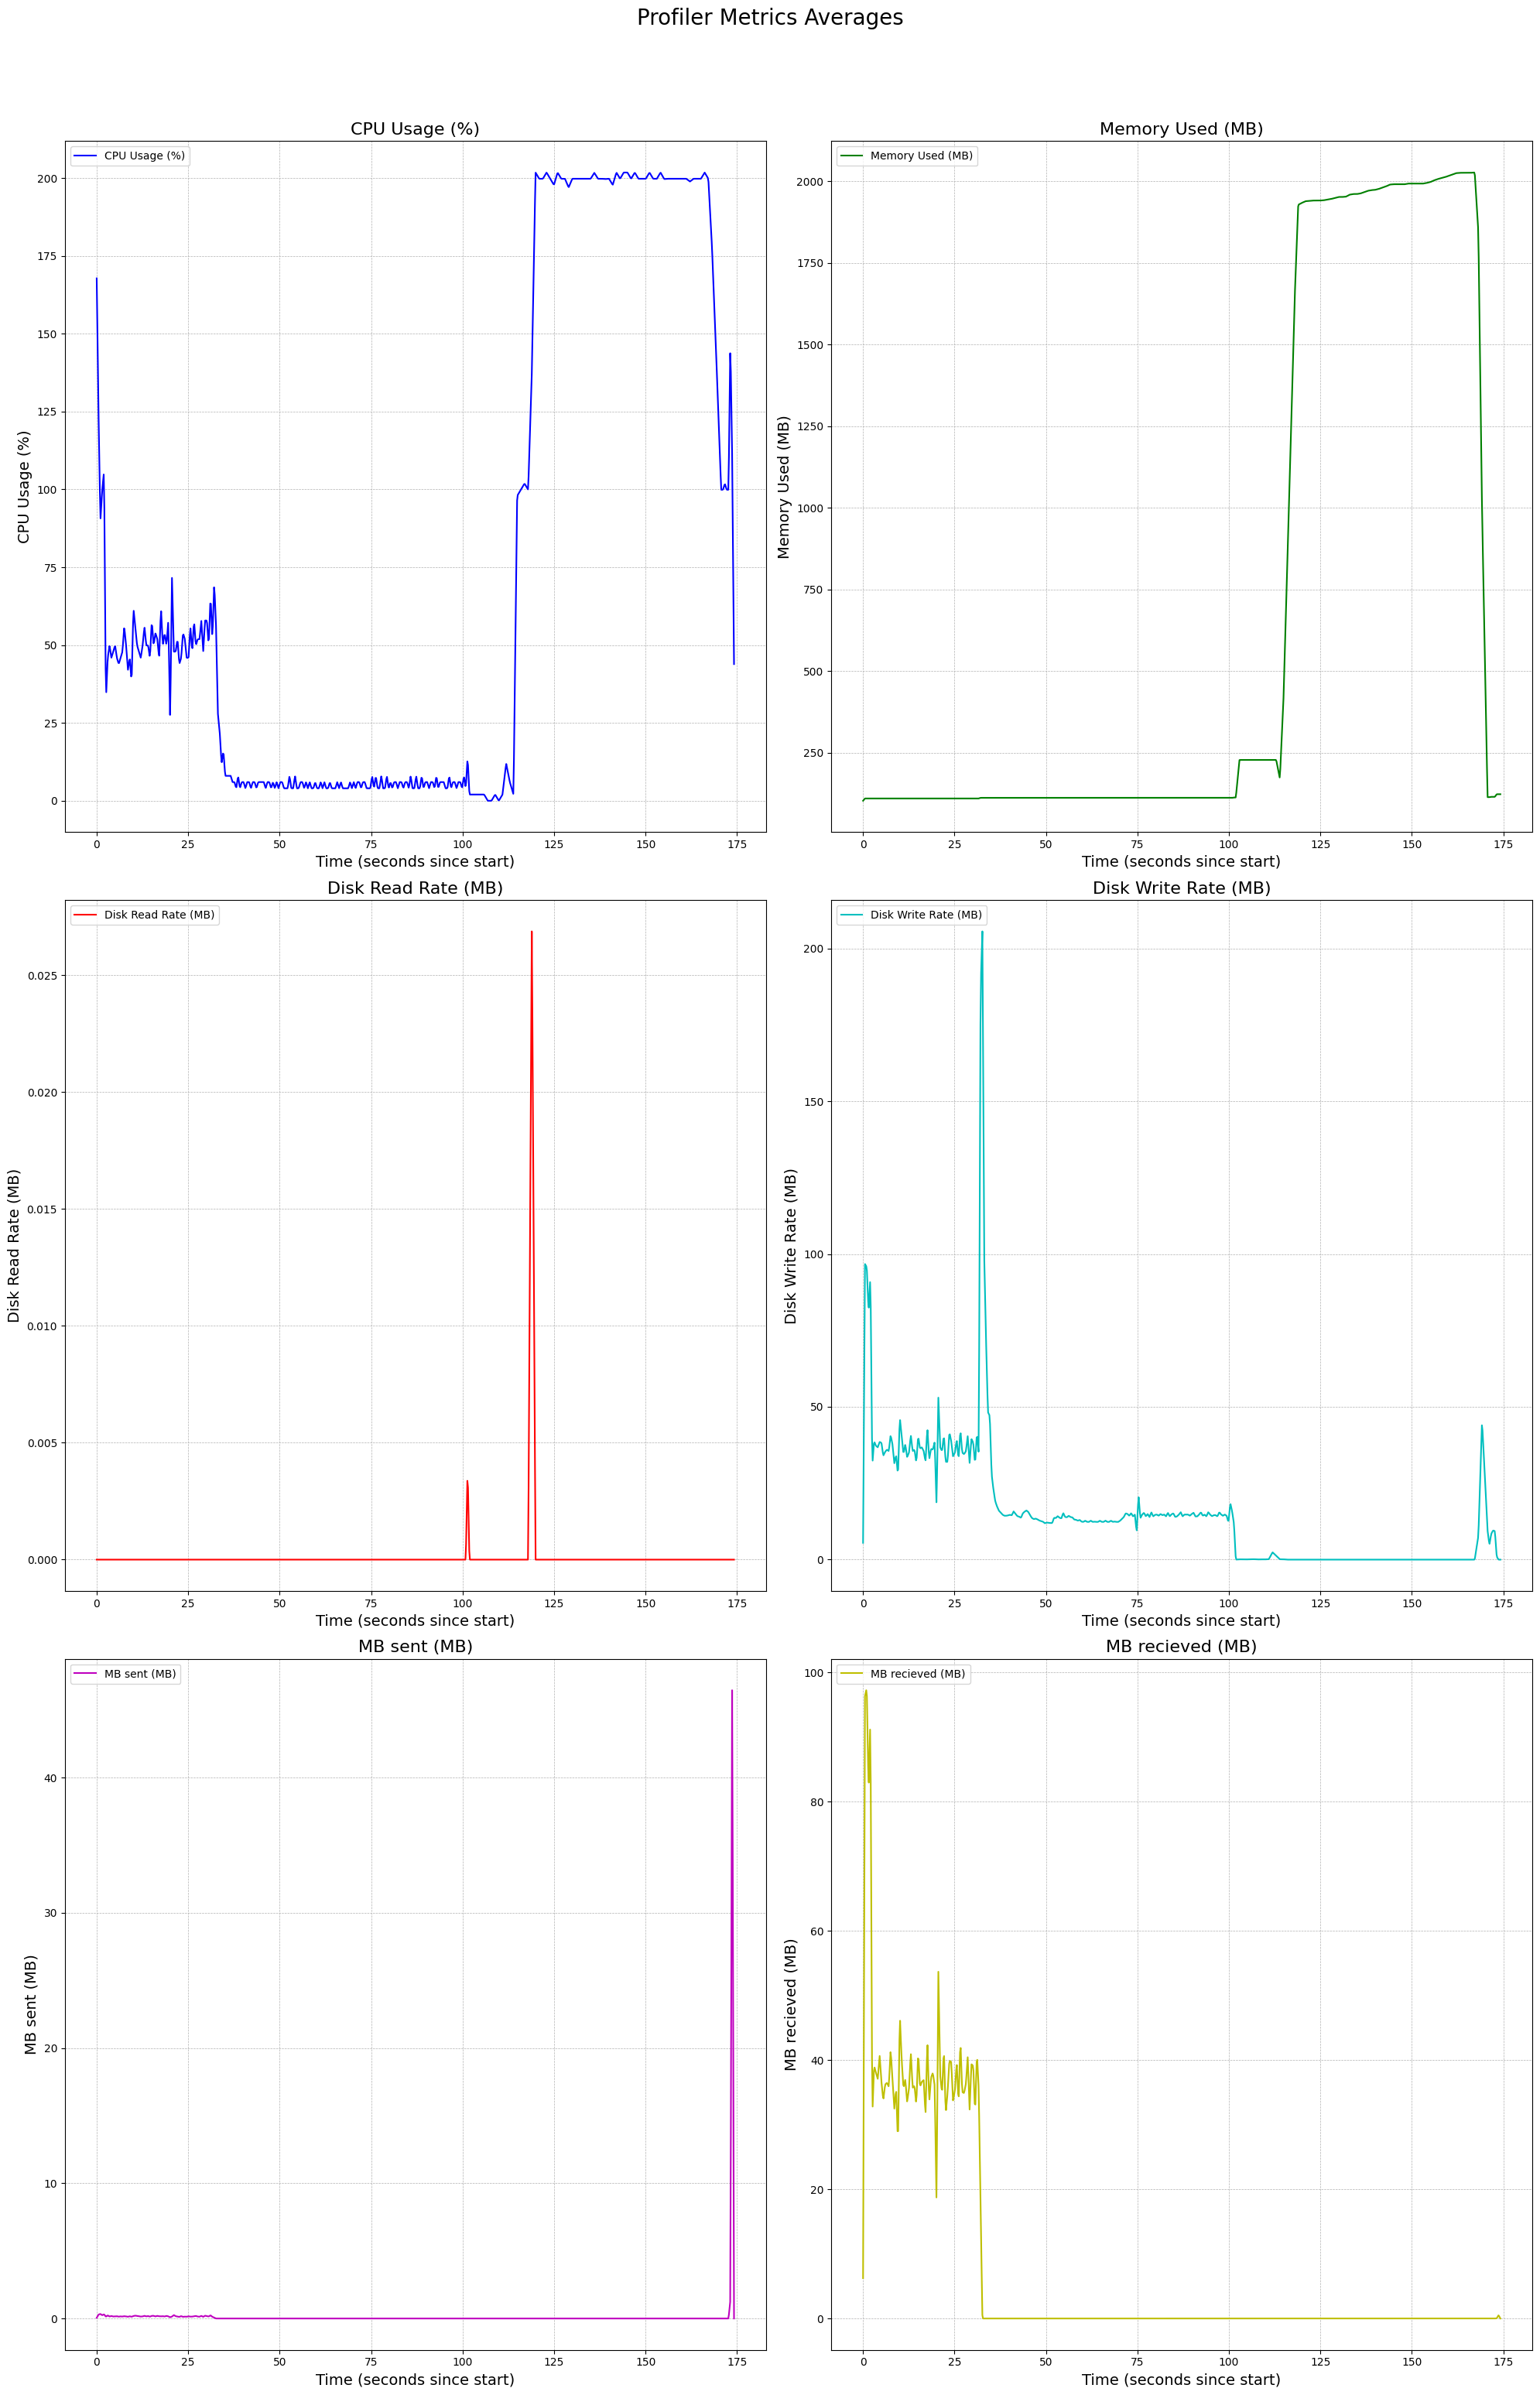 Profiler Metrics Averages
CPU Usage (%)
CPU Usage (%)
CPU Usage (%)
200
175
150
125
100
75
50
25
0
0 25 50 75 100 125 150 175
Time (seconds since start)
Memory Used (MB)
Memory Used (MB)
Memory Used (MB)
2000
1750
1500
1250
1000
750
500
250
0 25 50 75 100 125 150 175
Time (seconds since start)
Disk Read Rate (MB)
Disk Read Rate (MB)
Disk Read Rate (MB)
0.025
0.020
0.015
0.010
0.005
0.000
0 25 50 75 100 125 150 175
Time (seconds since start)
Disk Write Rate (MB)
Disk Write Rate (MB)
Disk Write Rate (MB)
200
150
100
50
0
0 25 50 75 100 125 150 175
Time (seconds since start)
MB sent (MB)
MB sent (MB)
MB sent (MB)
40
30
20
10
0
0 25 50 75 100 125 150 175
Time (seconds since start)
MB recieved (MB)
MB recieved (MB)
MB recieved (MB)
100
80
60
40
20
0
0 25 50 75 100 125 150 175
Time (seconds since start)